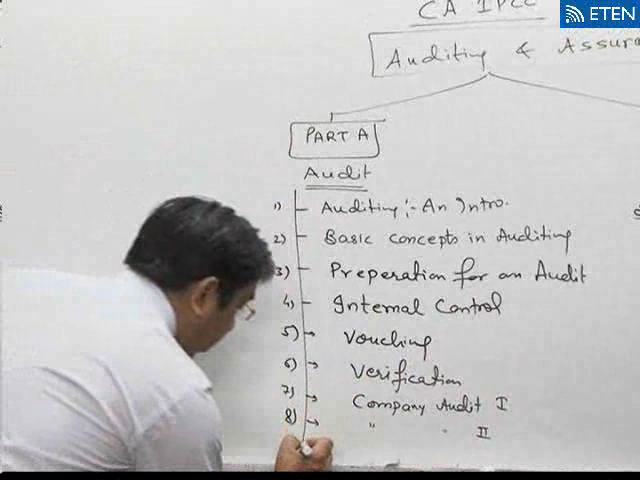 CA IPCC
ETEN
Auditing & Assura
PART A
Audit
1) Auditing :- An Intro.
2) Basic concepts in Auditing
3) Preperation for an Audit
4) Internal Control
5) Vouching
6) Verification
7) Company Audit I
8) " " II